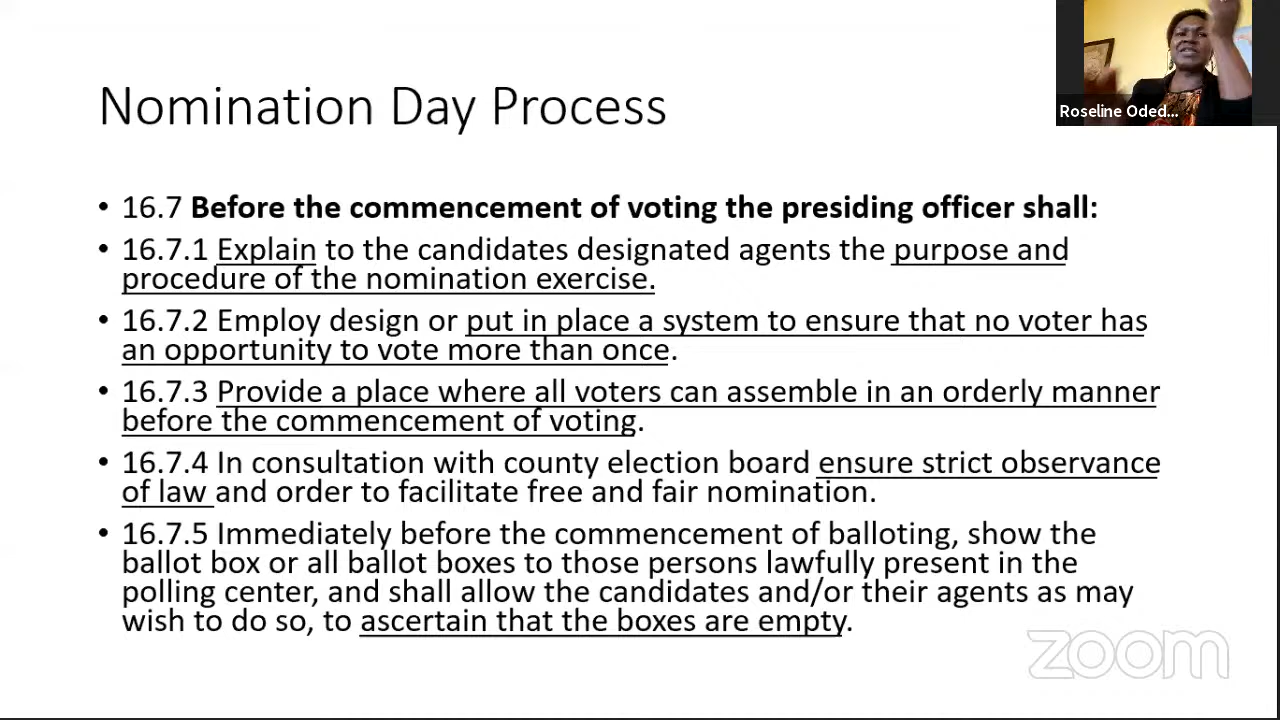 Nomination Day Process
Roseline Oded...
• 16.7 Before the commencement of voting the presiding officer shall:
• 16.7.1 Explain to the candidates designated agents the purpose and
procedure of the nomination exercise.
• 16.7.2 Employ design or put in place a system to ensure that no voter has
an opportunity to vote more than once.
• 16.7.3 Provide a place where all voters can assemble in an orderly manner
before the commencement of voting.
• 16.7.4 In consultation with county election board ensure strict observance
of law and order to facilitate free and fair nomination.
• 16.7.5 Immediately before the commencement of balloting, show the
ballot box or all ballot boxes to those persons lawfully present in the
polling center, and shall allow the candidates and/or their agents as may
wish to do so, to ascertain that the boxes are empty.
zoom